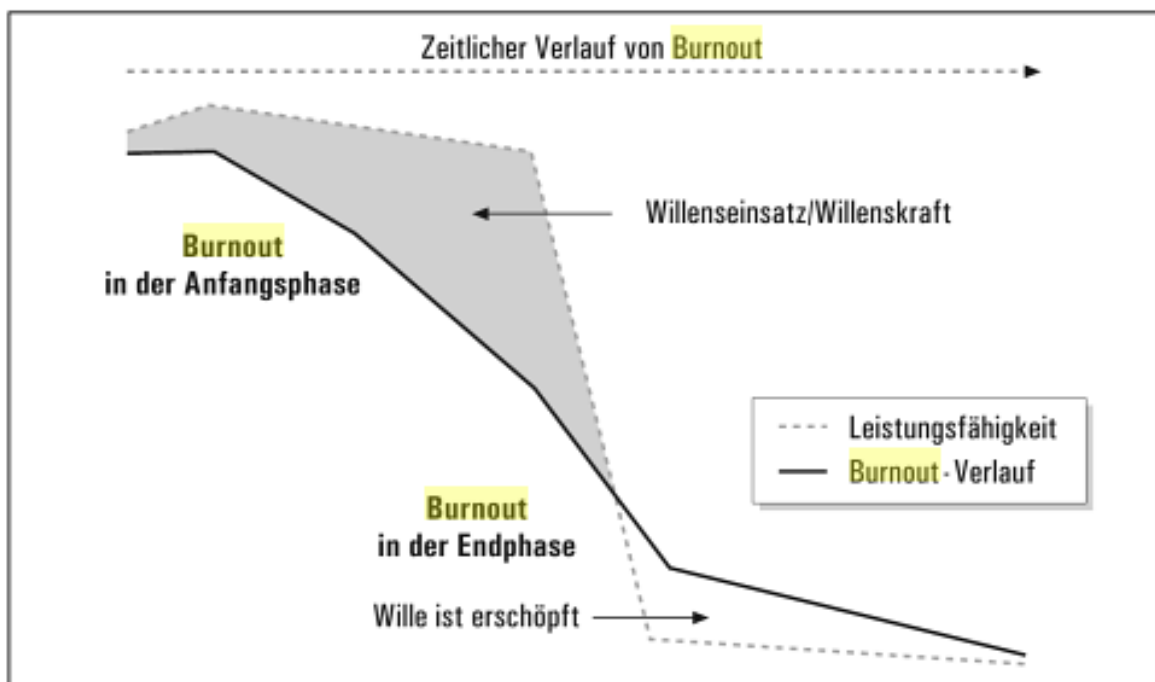 Zeitlicher Verlauf von Burnout
Willenseinsatz/Willenskraft
Burnout
in der Anfangsphase
Leistungsfähigkeit
Burnout-Verlauf
Burnout
in der Endphase
Wille ist erschöpft